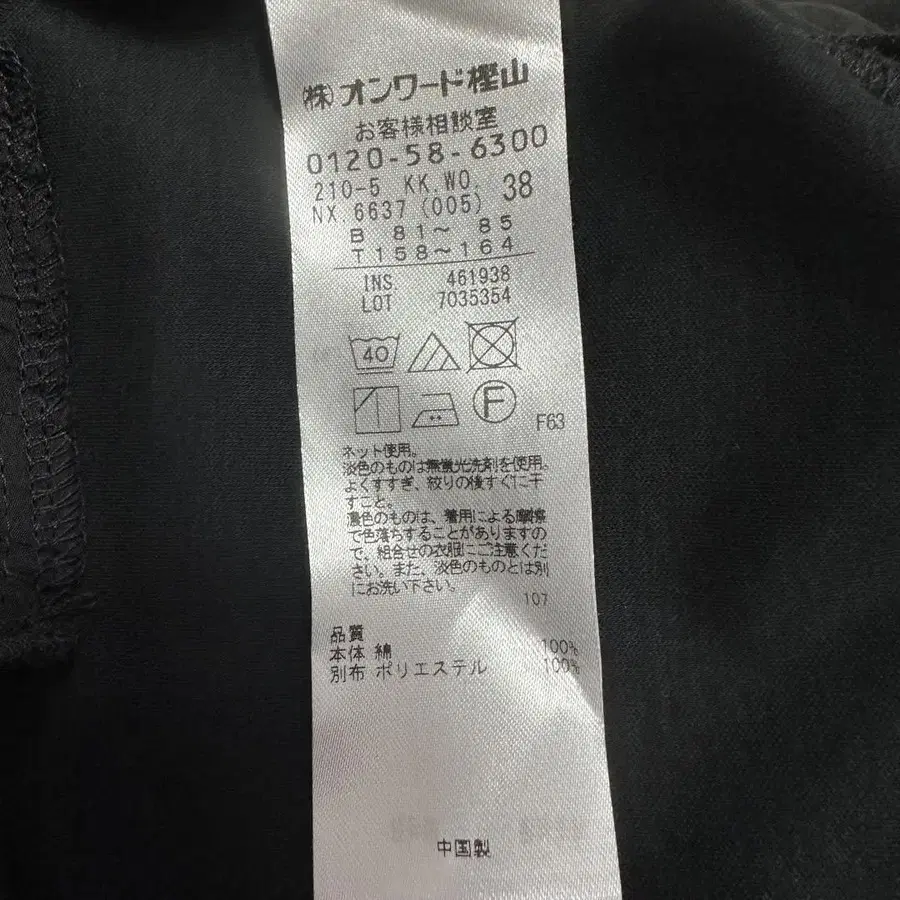 (株)オンワード樫山
お客様相談室
0120-58-6300
210-5 KK.WO. 38
NX.6637 (005)
B 81～ 85
T158～164
INS. 461938
LOT 7035354
40
F
F63
ネット使用。
淡色のものは無蛍光洗剤を使用。
よくすすぎ、絞りの後すぐに干
すこと。
濃色のものは、着用による摩擦
で色落ちすることがありますの
で、組合せの衣服にご注意くだ
さい。また、淡色のものとは別
にお洗い下さい。
107
品質
本体 綿 100%
別布 ポリエステル 100%
中国製